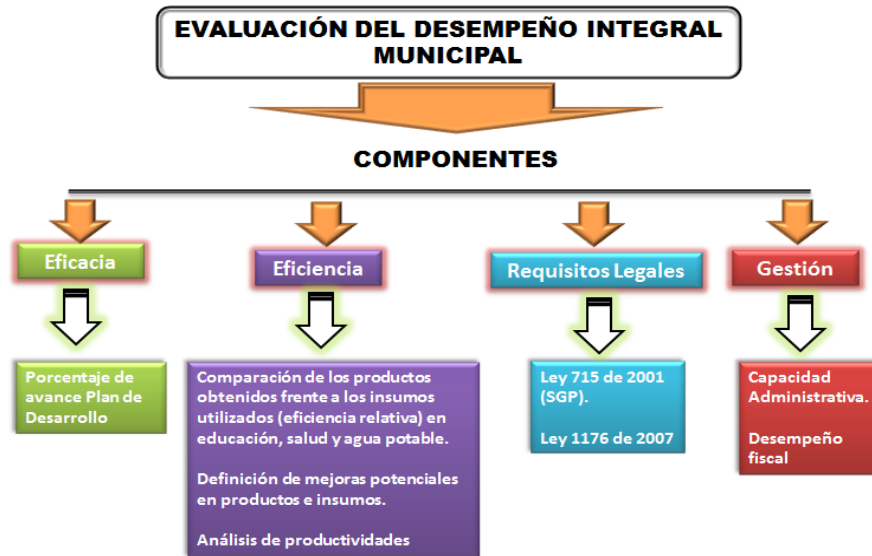 EVALUACIÓN DEL DESEMPEÑO INTEGRAL
MUNICIPAL
COMPONENTES
Eficacia
Eficiencia
Requisitos Legales
Gestión
Porcentaje de
avance Plan de
Desarrollo
Comparación de los productos
obtenidos frente a los insumos
utilizados (eficiencia relativa) en
educación, salud y agua potable.
Definición de mejoras potenciales
en productos e insumos.
Análisis de productividades
Ley 715 de 2001
(SGP).
Ley 1176 de 2007
Capacidad
Administrativa.
Desempeño
fiscal